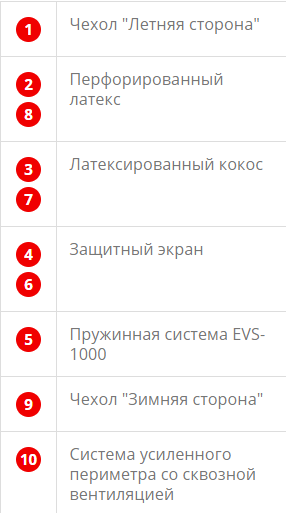 1 Чехол "Летняя сторона"
2 Перфорированный
8 латекс
3 Латексированный кокос
7
4 Защитный экран
6
5 Пружинная система EVS-
1000
9 Чехол "Зимняя сторона"
10 Система усиленного
периметра со сквозной
вентиляцией